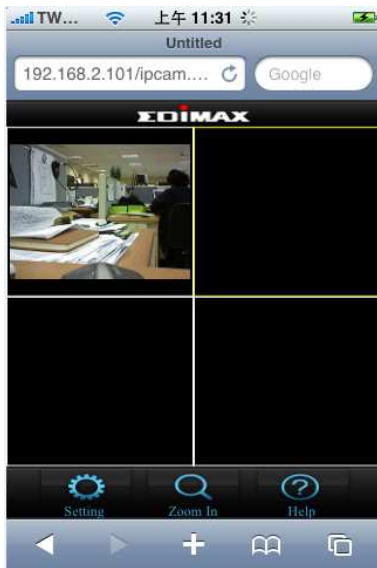 TW... 上午 11:31
Untitled
192.168.2.101/ipcam.... Google
EDIMAX
Setting Zoom In Help